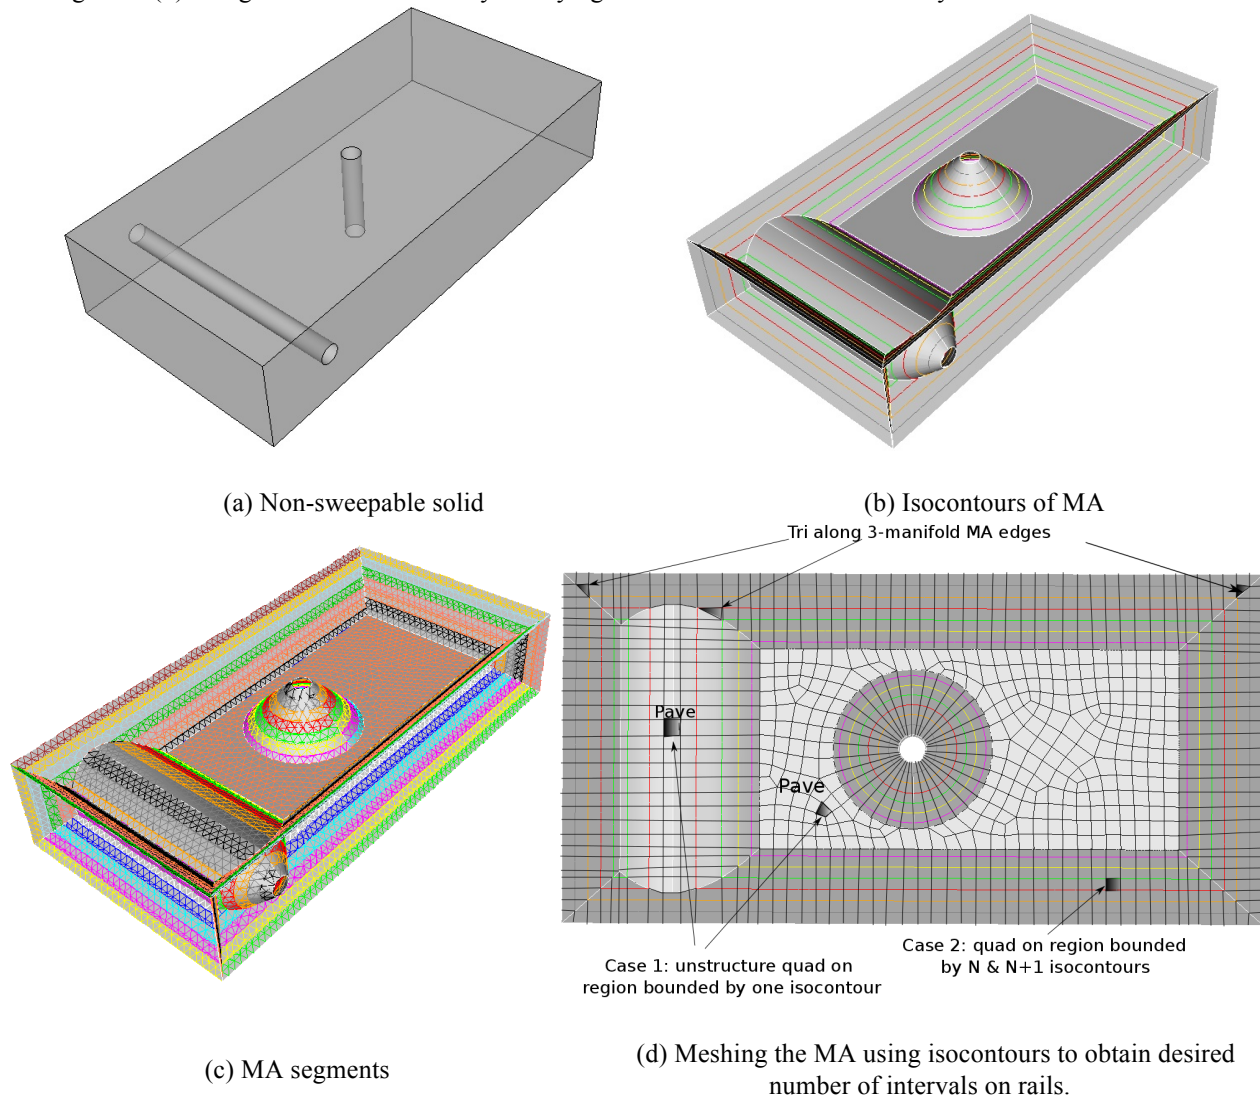 (a) Non-sweepable solid
(b) Isocontours of MA
Tri along 3-manifold MA edges
Pave
Pave
Case 1: unstructure quad on
region bounded by one isocontour
Case 2: quad on region bounded
by N & N+1 isocontours
(c) MA segments
(d) Meshing the MA using isocontours to obtain desired
number of intervals on rails.